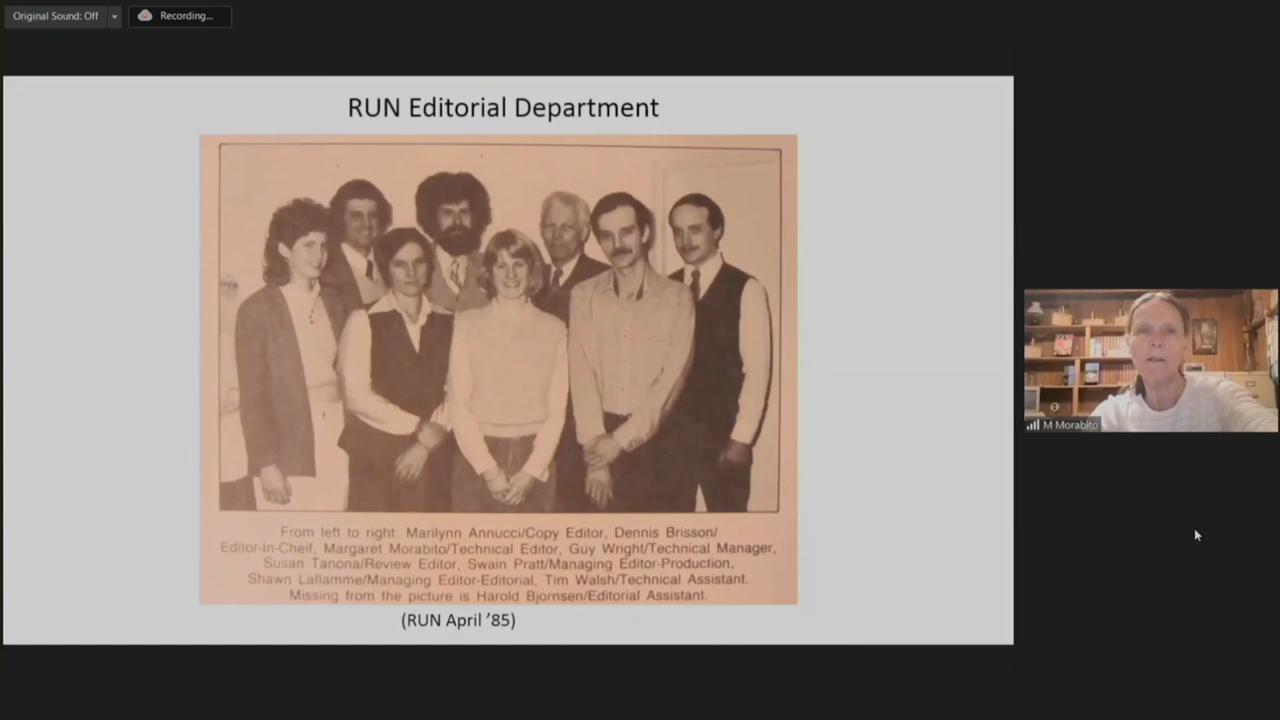 Original Sound: Off
Recording...
RUN Editorial Department
From left to right: Marilynn Annucci/Copy Editor, Dennis Brisson/
Editor-In-Cheif, Margaret Morabito/Technical Editor, Guy Wright/Technical Manager,
Susan Tanona/Review Editor, Swain Pratt/Managing Editor-Production,
Shawn Laflamme/Managing Editor-Editorial, Tim Walsh/Technical Assistant.
Missing from the picture is Harold Bjornsen/Editorial Assistant.
(RUN April ’85)
M Morabito